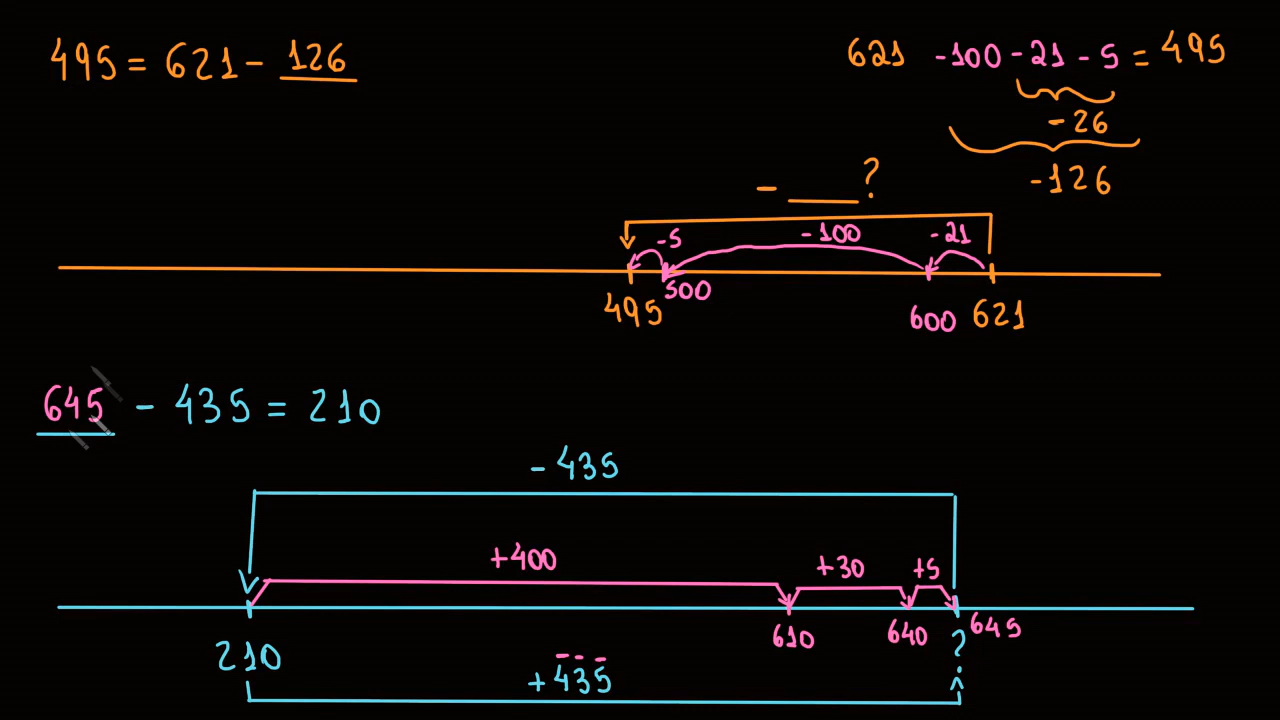 495 = 621 - 126
621 -100 -21 - 5 = 495
-26
-126
- ___ ?
-5 -100 -21
500
495 600 621
645 - 435 = 210
- 435
+400 +30 +5
610 640 645
210 ?
+435